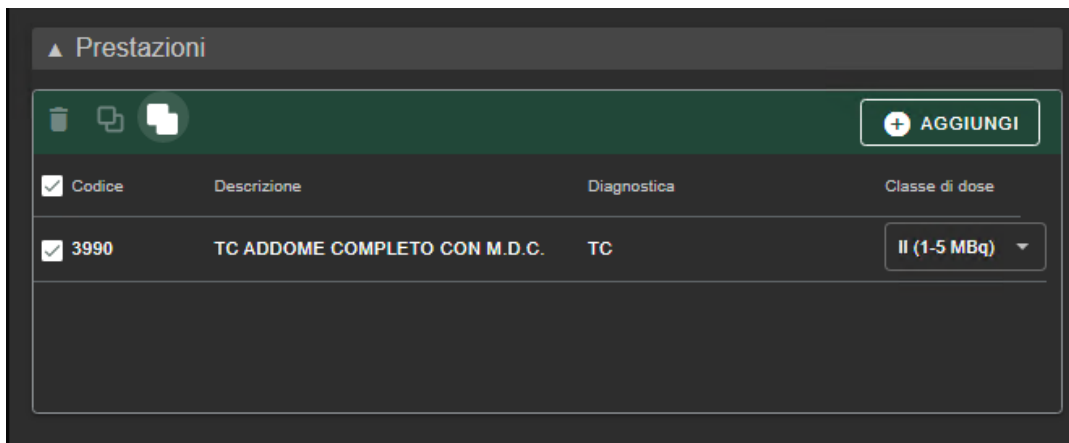 ▲ Prestazioni
AGGIUNGI
Codice Descrizione Diagnostica Classe di dose
3990 TC ADDOME COMPLETO CON M.D.C. TC II (1-5 MBq)